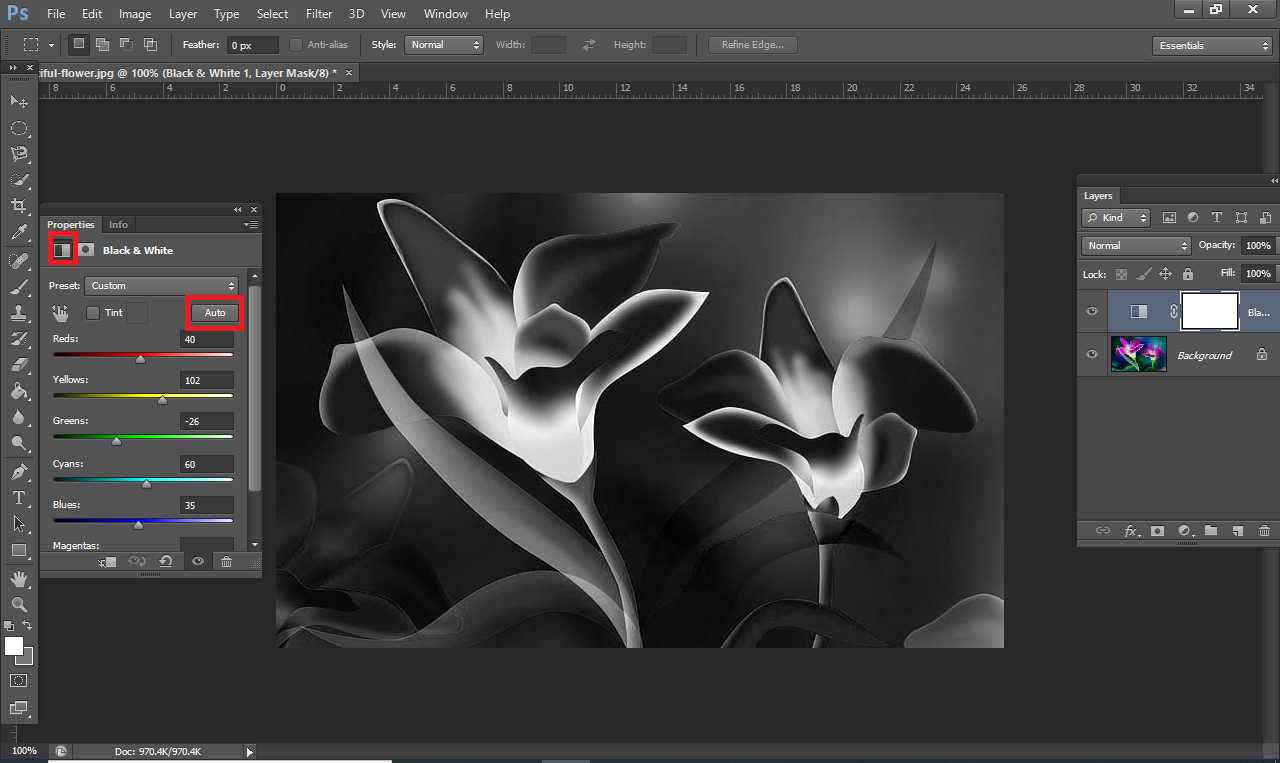 Ps File Edit Image Layer Type Select Filter 3D View Window Help
Feather: 0 px Anti-alias Style: Normal Width: Height: Refine Edge... Essentials
tiful-flower.jpg @ 100% (Black & White 1, Layer Mask/8) * ×
8 6 4 2 0 2 4 6 8 10 12 14 16 18 20 22 24 26 28 30 32 34
Properties Info
Black & White
Preset: Custom
Tint Auto
Reds: 40
Yellows: 102
Greens: -26
Cyans: 60
Blues: 35
Magentas:
Layers
Kind
Normal Opacity: 100%
Lock: Fill: 100%
Bla...
Background
100% Doc: 970.4K/970.4K